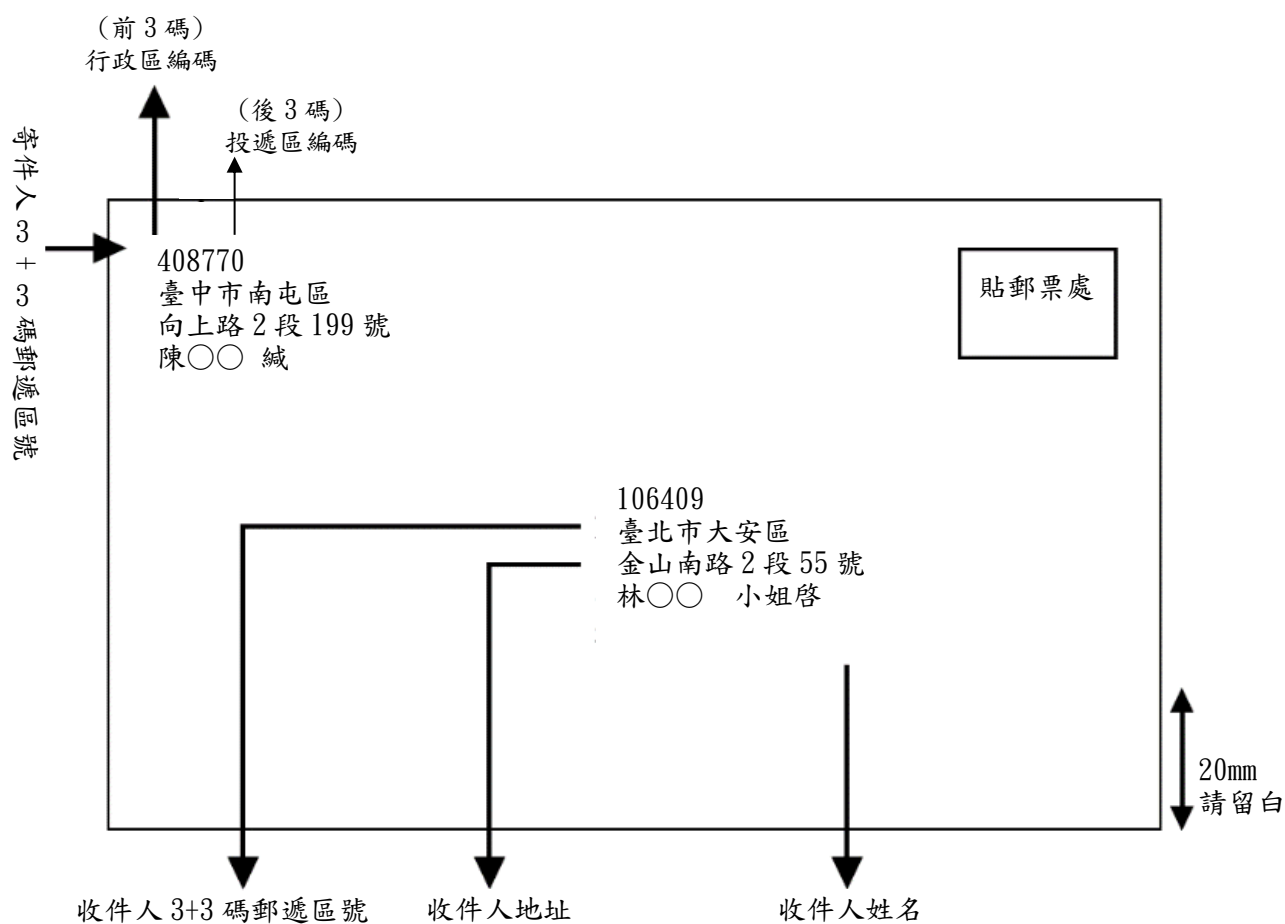 (前 3 碼)
行政區編碼
(後 3 碼)
投遞區編碼
寄件人 3 + 3 碼郵遞區號
408770
臺中市南屯區
向上路 2 段 199 號
陳○○ 緘
貼郵票處
106409
臺北市大安區
金山南路 2 段 55 號
林○○ 小姐啓
20mm
請留白
收件人 3+3 碼郵遞區號
收件人地址
收件人姓名